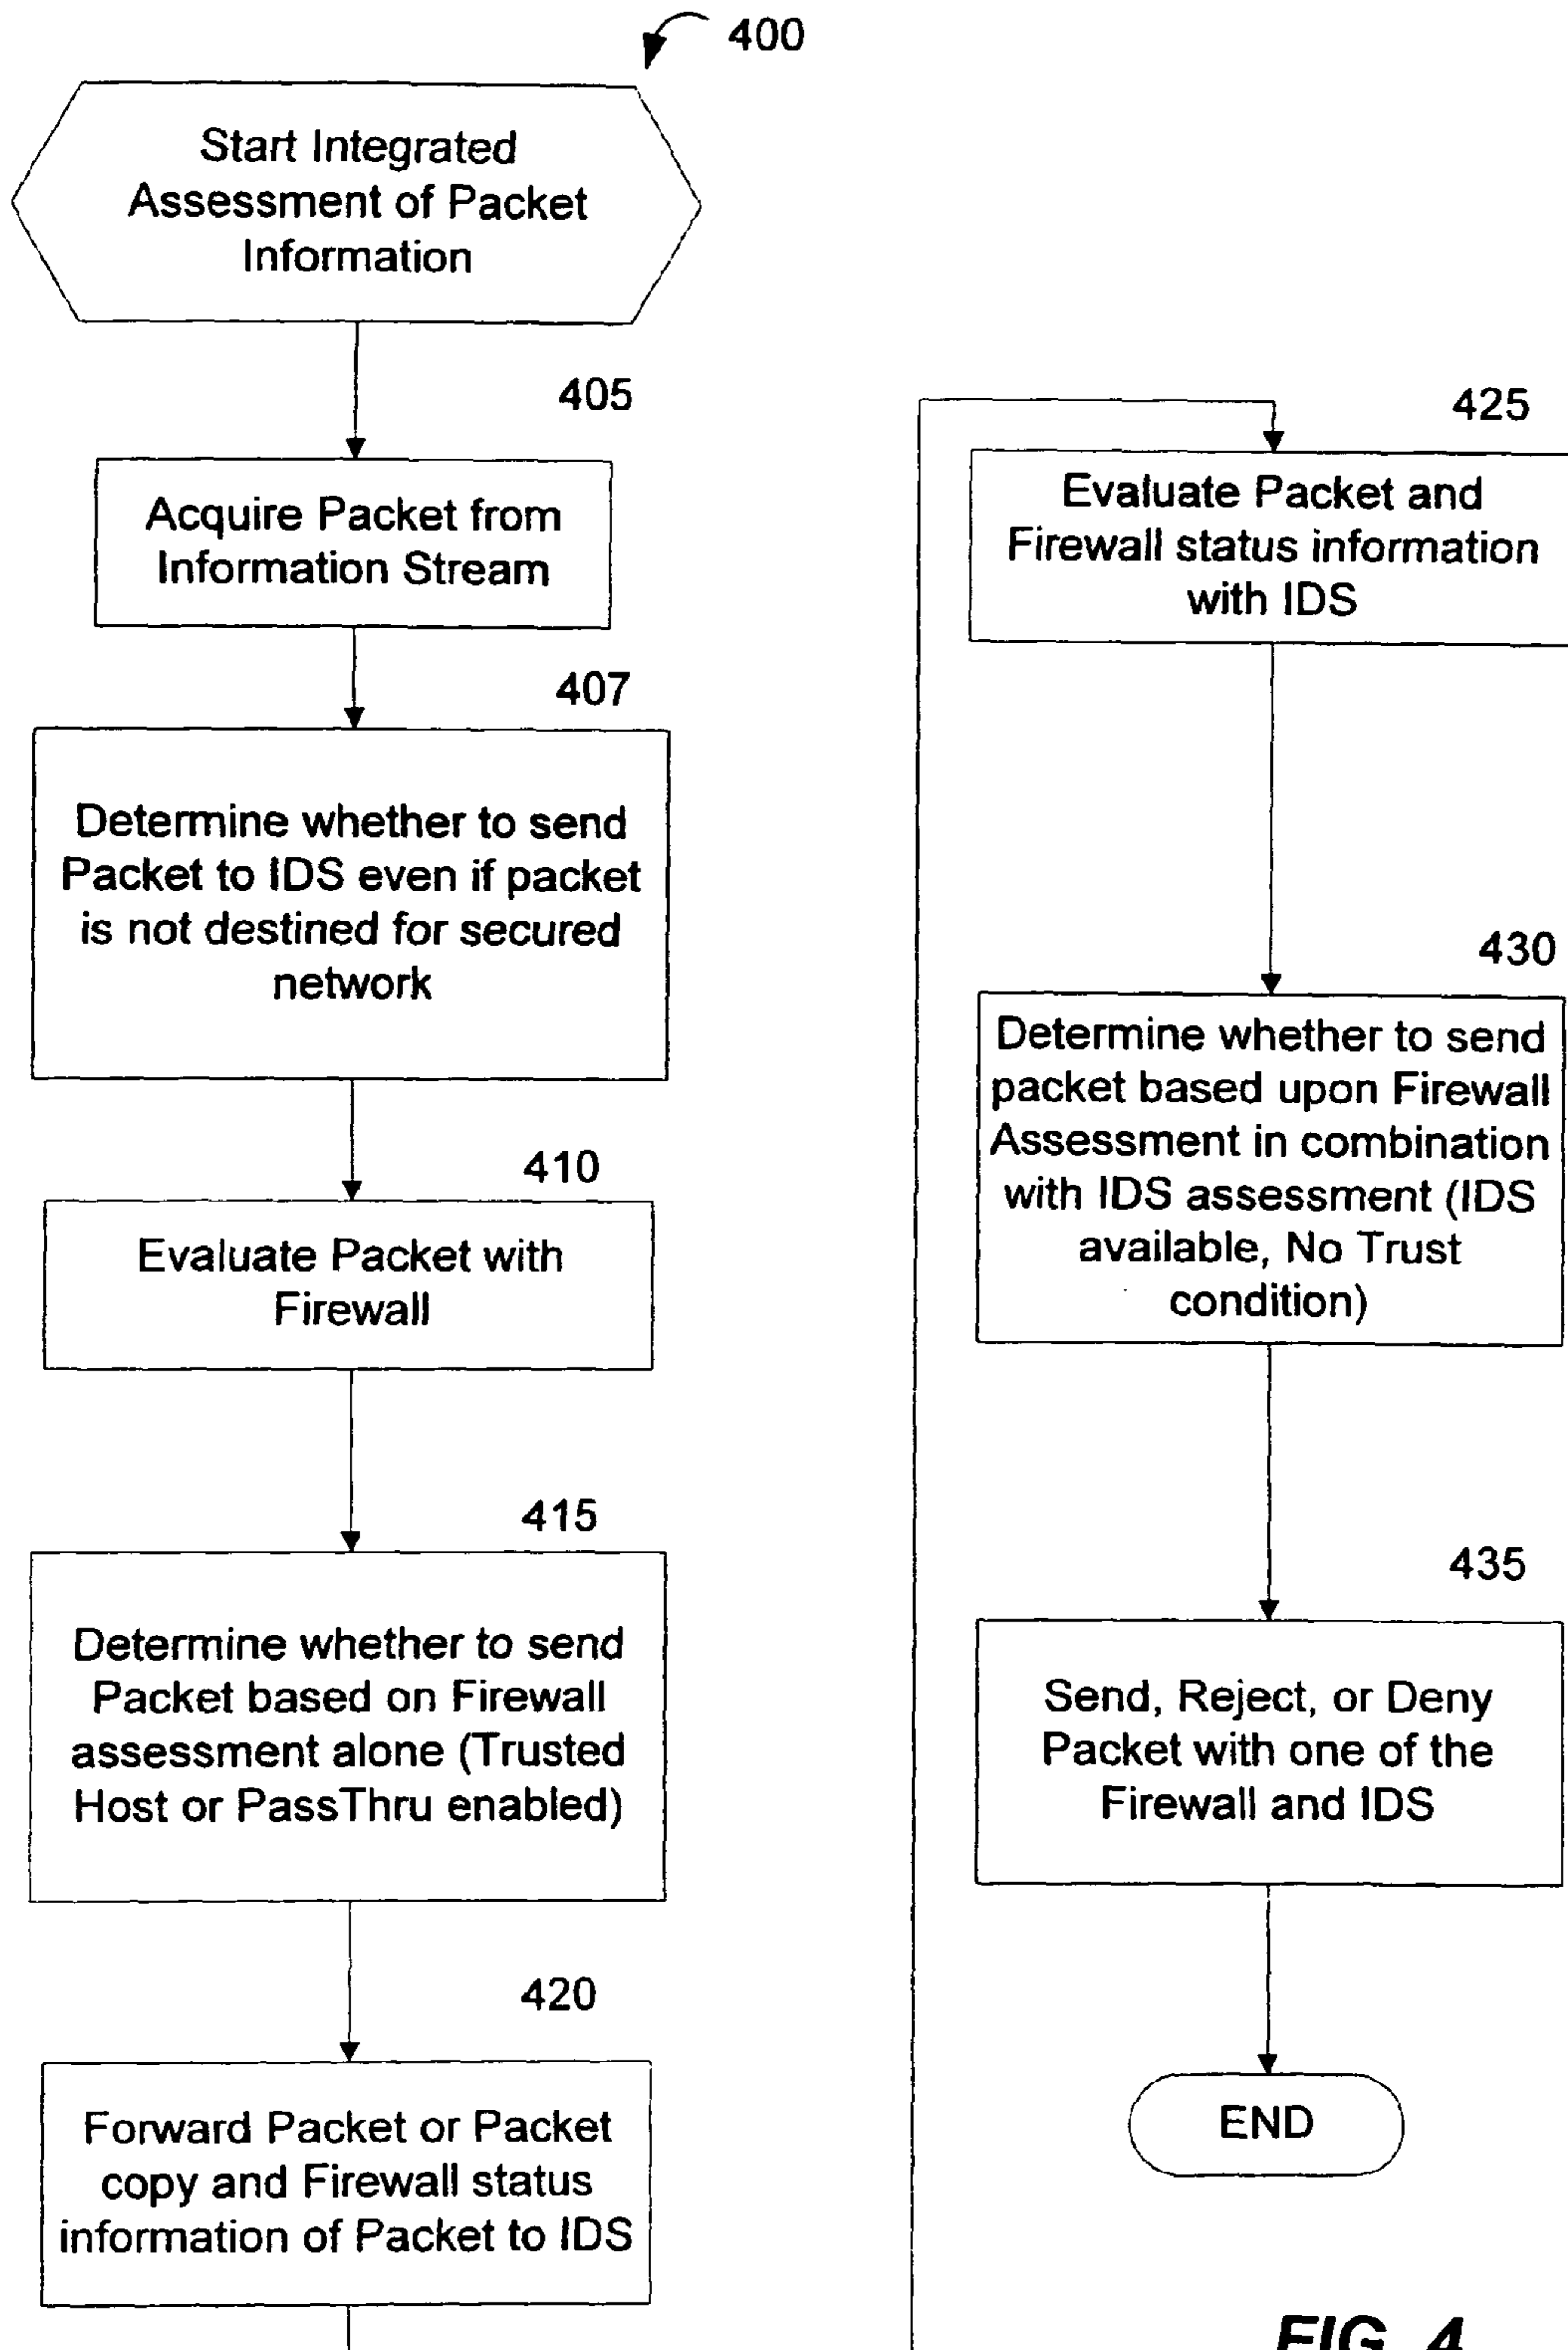 400
Start Integrated
Assessment of Packet
Information
405
Acquire Packet from
Information Stream
407
Determine whether to send
Packet to IDS even if packet
is not destined for secured
network
410
Evaluate Packet with
Firewall
415
Determine whether to send
Packet based on Firewall
assessment alone (Trusted
Host or PassThru enabled)
420
Forward Packet or Packet
copy and Firewall status
information of Packet to IDS
425
Evaluate Packet and
Firewall status information
with IDS
430
Determine whether to send
packet based upon Firewall
Assessment in combination
with IDS assessment (IDS
available, No Trust
condition)
435
Send, Reject, or Deny
Packet with one of the
Firewall and IDS
END
FIG. 4